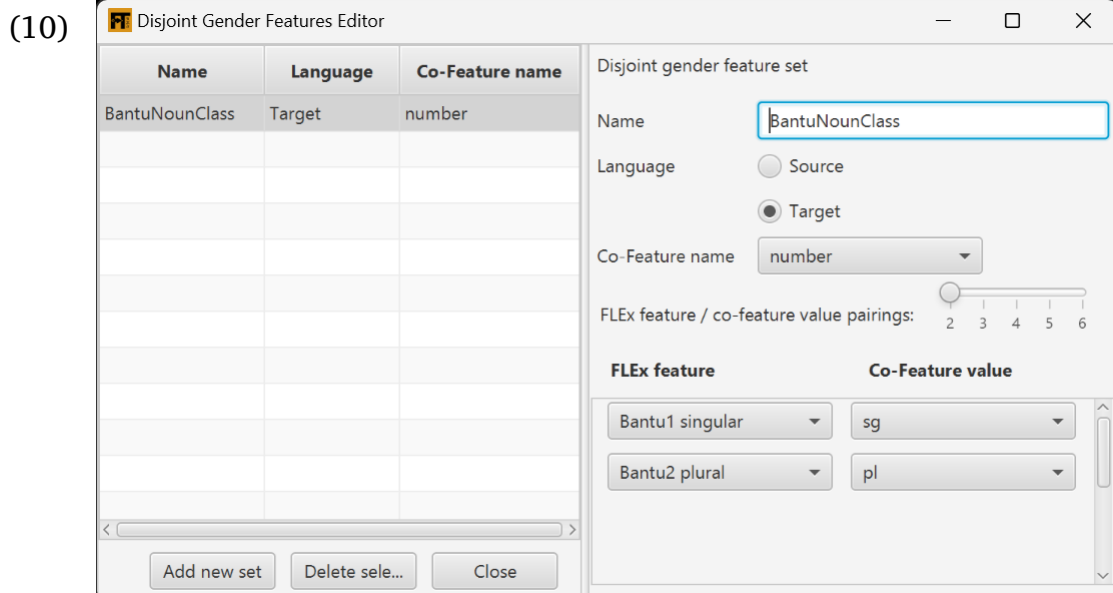 (10)
Disjoint Gender Features Editor
Name Language Co-Feature name
BantuNounClass Target number
Add new set Delete sele... Close
Disjoint gender feature set
Name BantuNounClass
Language Source
Target
Co-Feature name number
FLEx feature / co-feature value pairings:
2 3 4 5 6
FLEx feature Co-Feature value
Bantu1 singular sg
Bantu2 plural pl